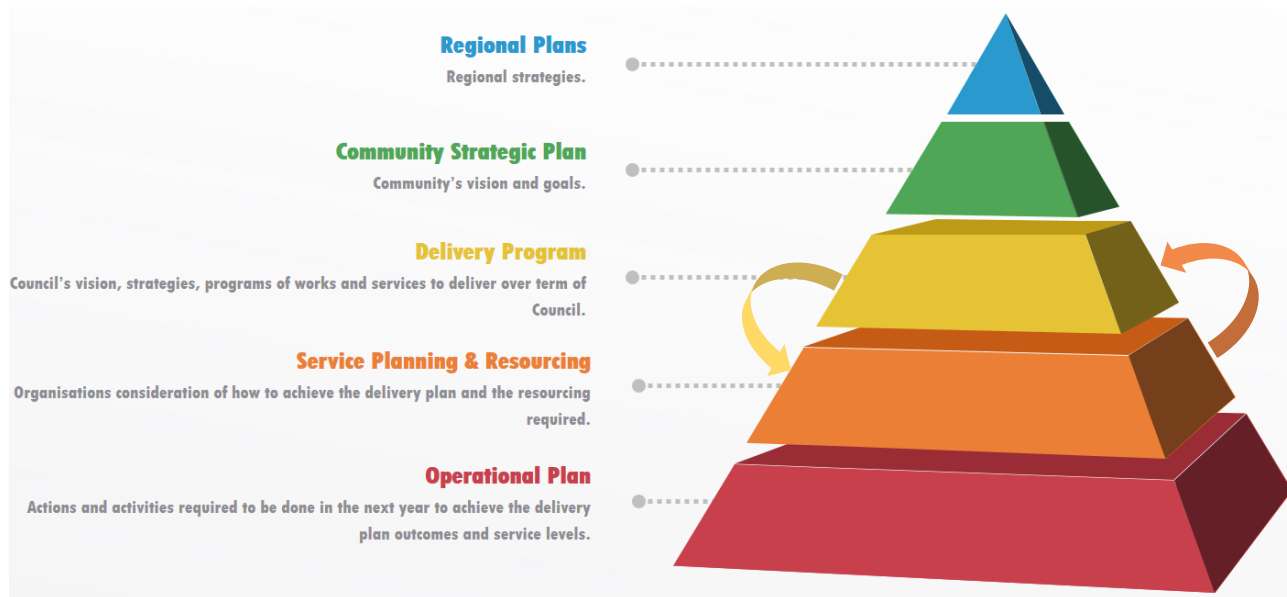 Regional Plans
Regional strategies.
Community Strategic Plan
Community's vision and goals.
Delivery Program
Council's vision, strategies, programs of works and services to deliver over term of
Council.
Service Planning & Resourcing
Organisations consideration of how to achieve the delivery plan and the resourcing
required.
Operational Plan
Actions and activities required to be done in the next year to achieve the delivery
plan outcomes and service levels.